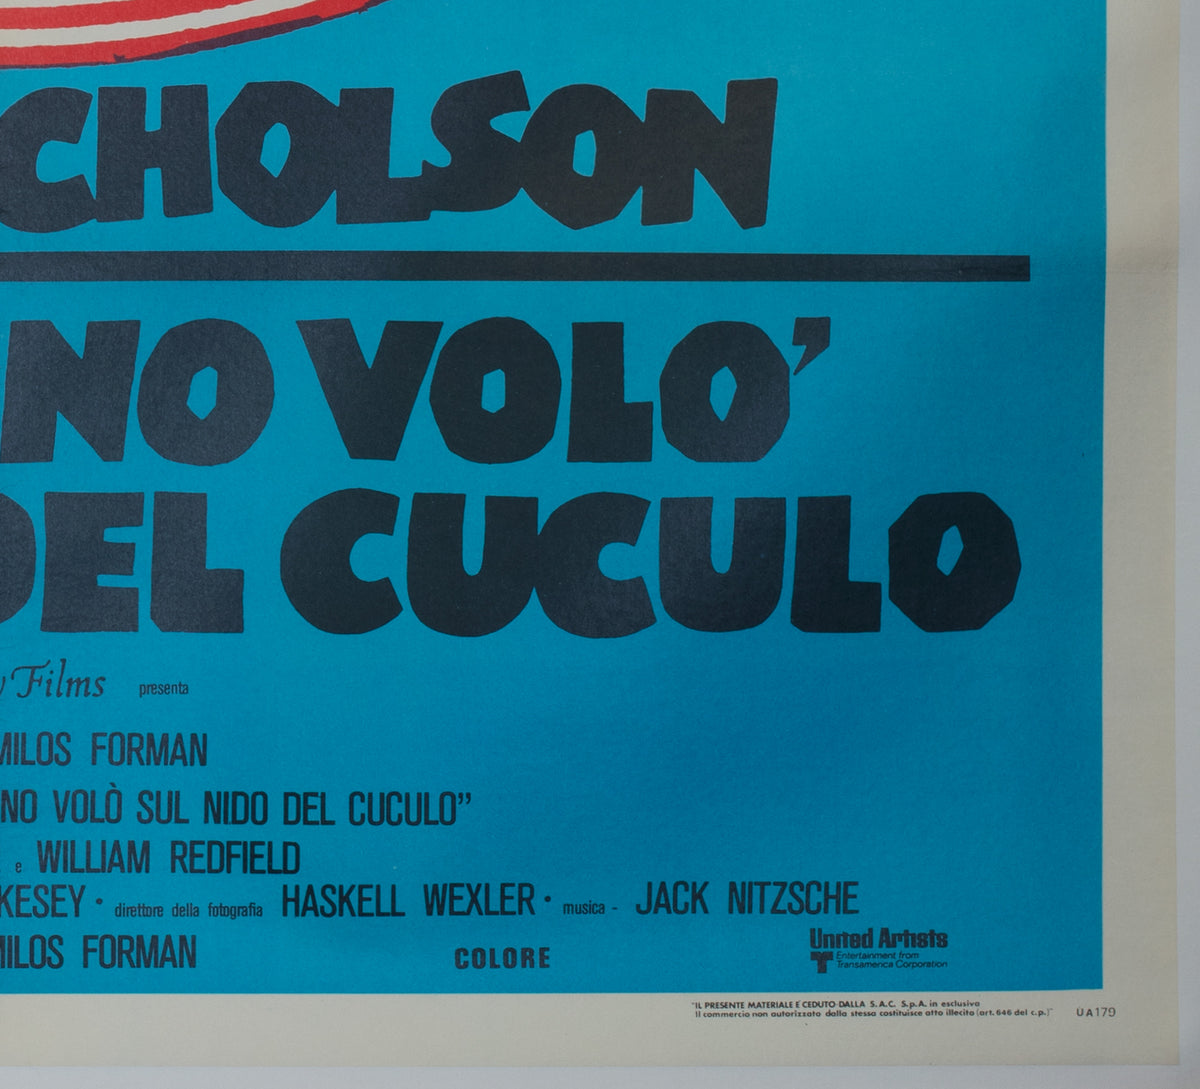 CHOLSON
NO VOLO'
DEL CUCULO
Films presenta
MILOS FORMAN
NO VOLÒ SUL NIDO DEL CUCULO”
e WILLIAM REDFIELD
KESEY · direttore della fotografia HASKELL WEXLER · musica - JACK NITZSCHE
MILOS FORMAN COLORE
United Artists
Entertainment from
Transamerica Corporation
"IL PRESENTE MATERIALE E' CEDUTO DALLA S.A.C. S.p.A. in esclusiva
Il commercio non autorizzato dalla stessa costituisce atto illecito (art. 646 del c.p.)" UA179